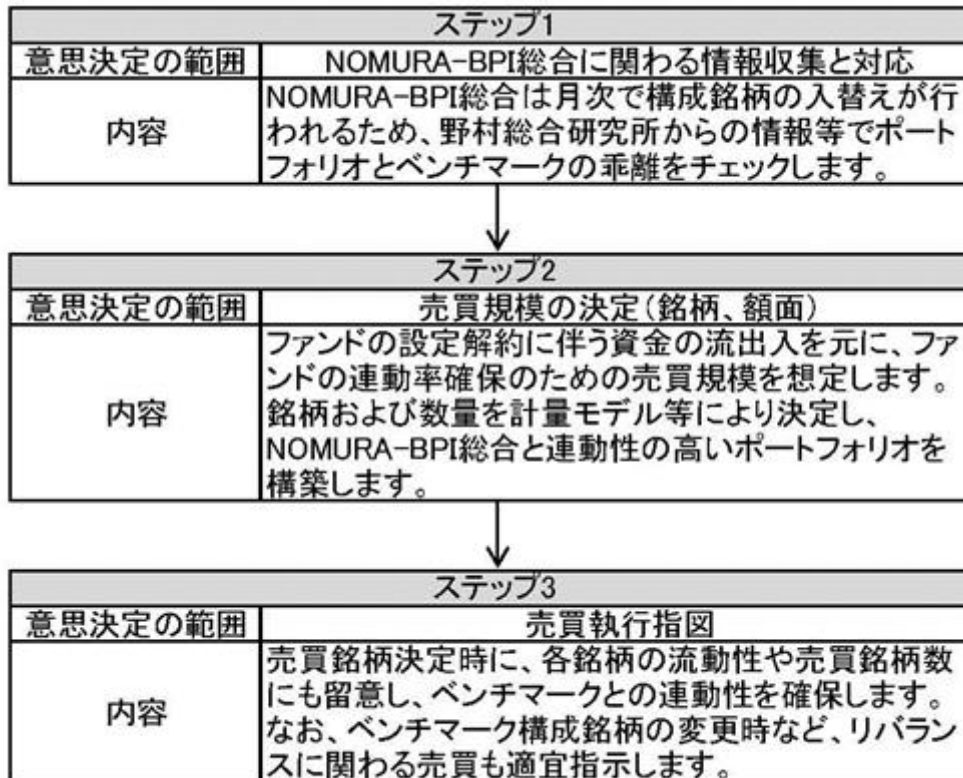 ステップ1
意思決定の範囲 NOMURA-BPI総合に関わる情報収集と対応
内容
NOMURA-BPI総合は月次で構成銘柄の入替えが行
われるため、野村総合研究所からの情報等でポート
フォリオとベンチマークの乖離をチェックします。
ステップ2
意思決定の範囲 売買規模の決定(銘柄、額面)
内容
ファンドの設定解約に伴う資金の流出入を元に、ファ
ンドの連動率確保のための売買規模を想定します。
銘柄および数量を計量モデル等により決定し、
NOMURA-BPI総合と連動性の高いポートフォリオを
構築します。
ステップ3
意思決定の範囲 売買執行指図
内容
売買銘柄決定時に、各銘柄の流動性や売買銘柄数
にも留意し、ベンチマークとの連動性を確保します。
なお、ベンチマーク構成銘柄の変更時など、リバラン
スに関わる売買も適宜指示します。